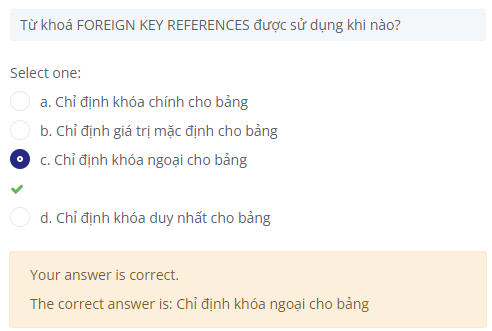 Từ khoá FOREIGN KEY REFERENCES được sử dụng khi nào?
Select one:
a. Chỉ định khóa chính cho bảng
b. Chỉ định giá trị mặc định cho bảng
c. Chỉ định khóa ngoại cho bảng
d. Chỉ định khóa duy nhất cho bảng
Your answer is correct.
The correct answer is: Chỉ định khóa ngoại cho bảng